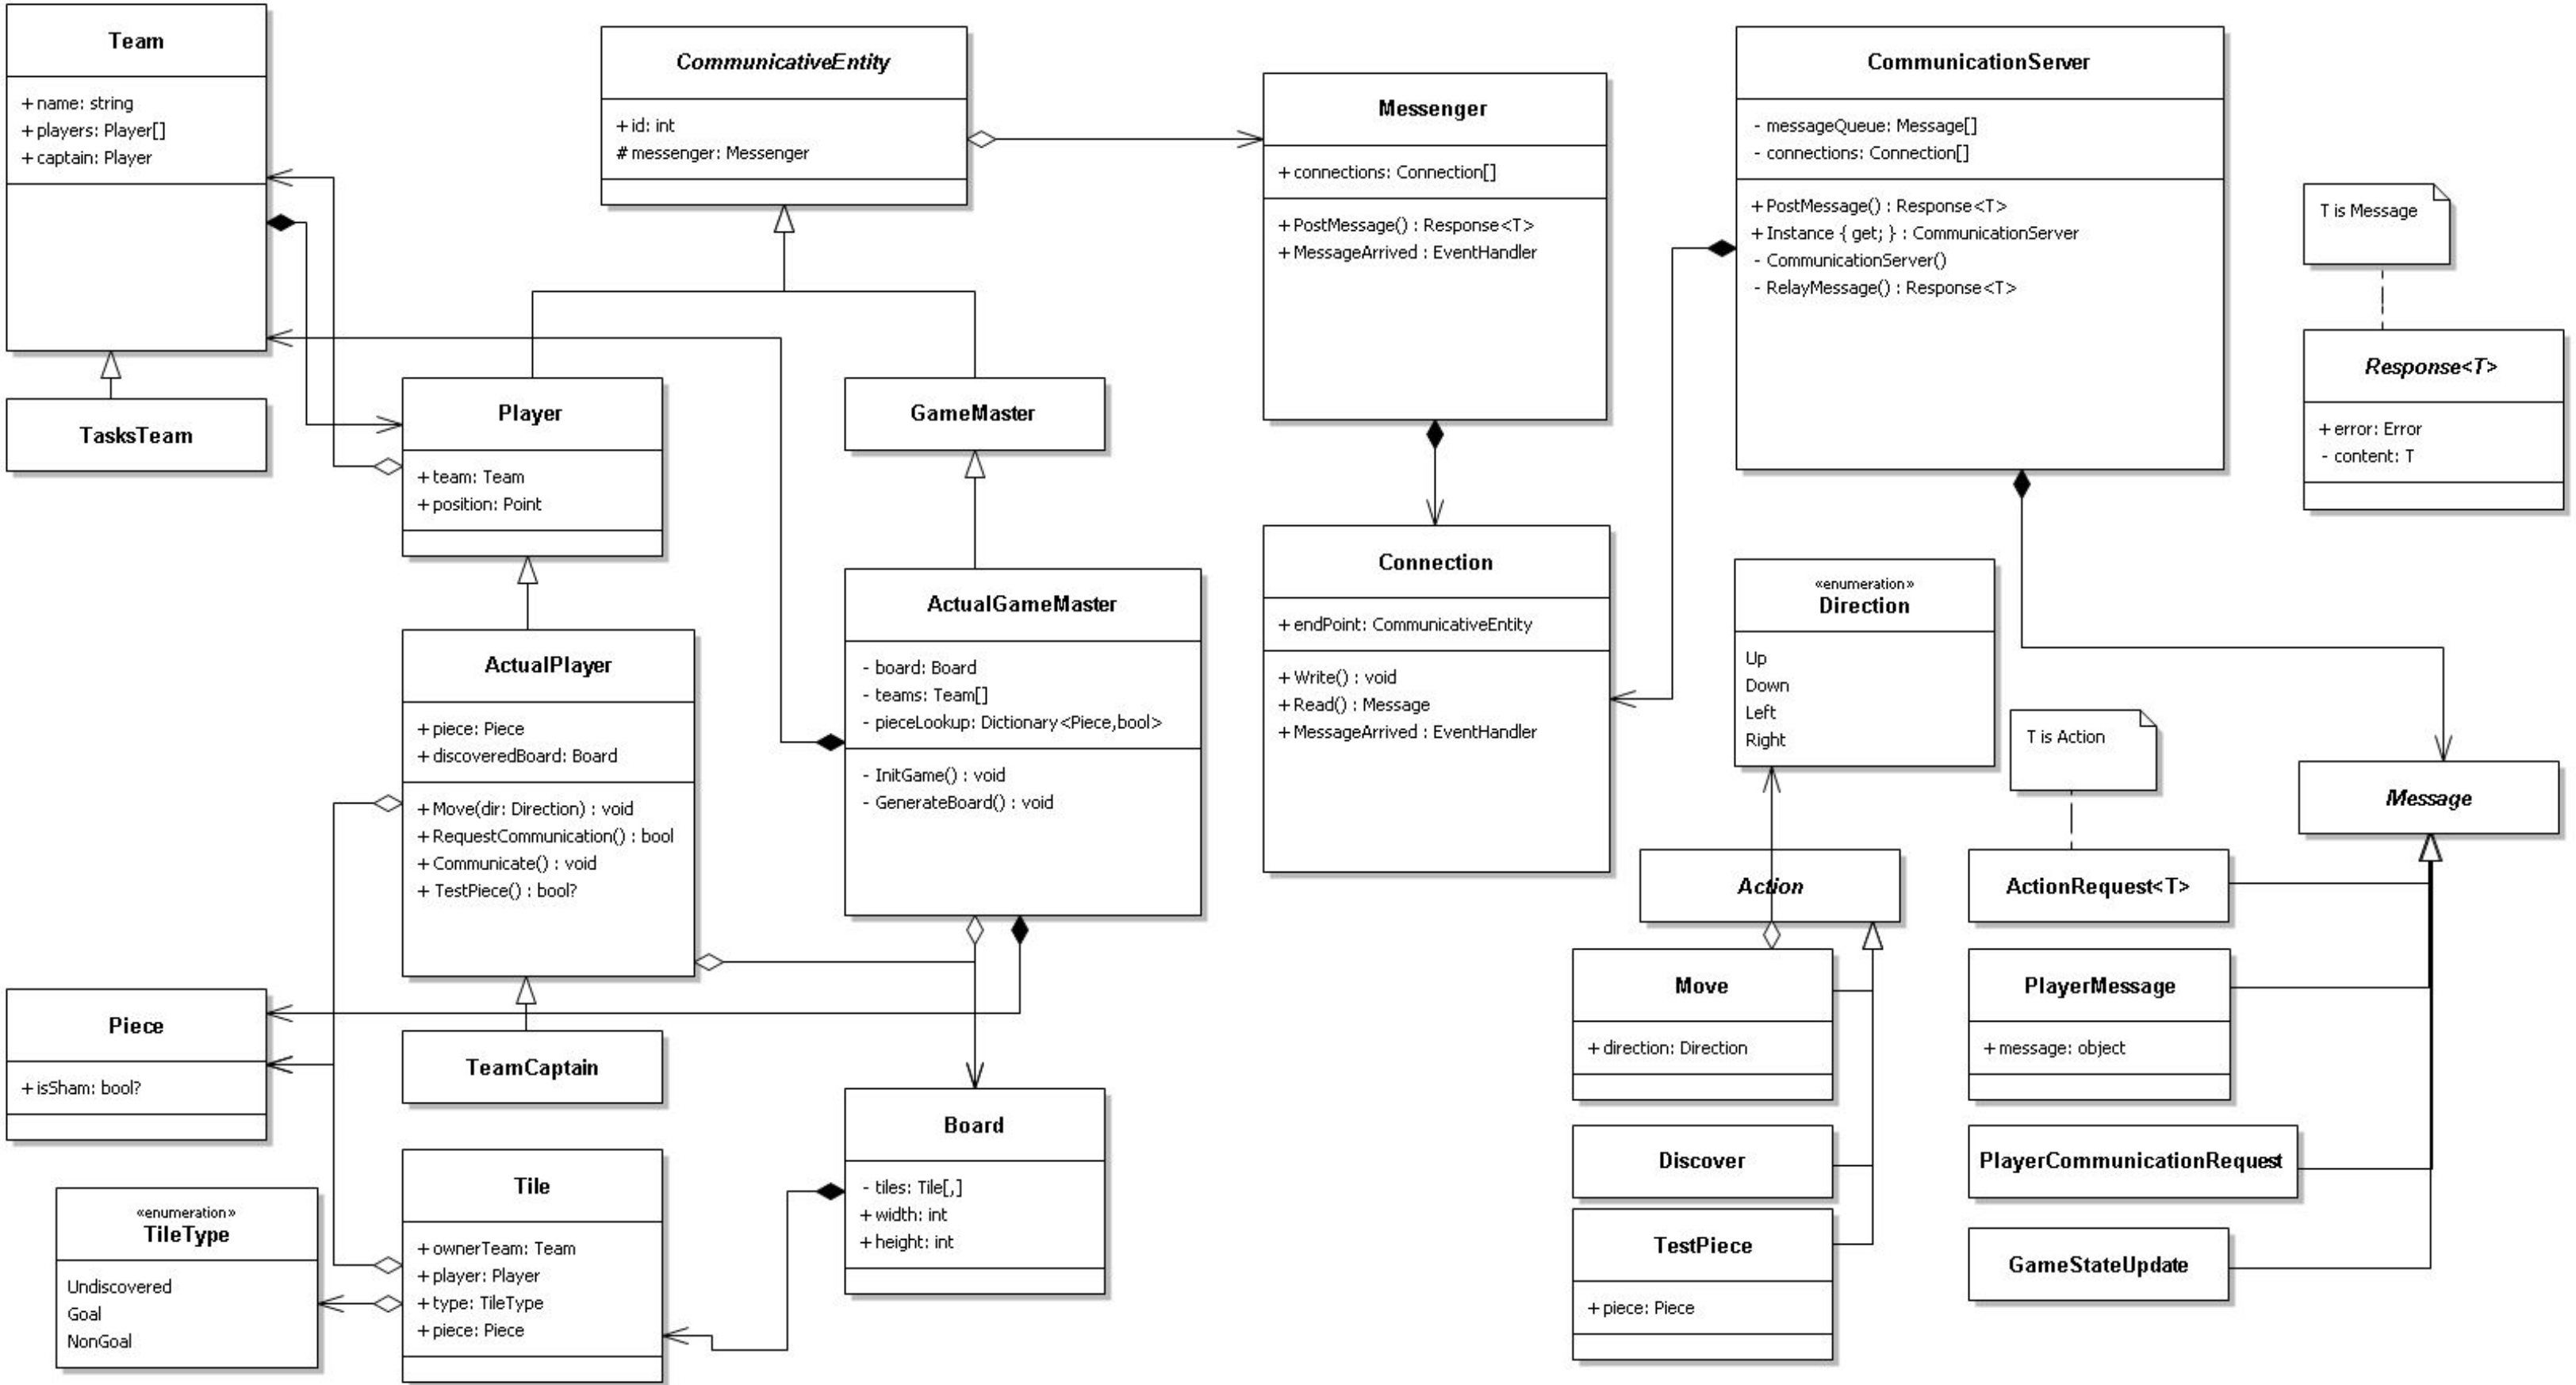 Team
+ name: string
+ players: Player[]
+ captain: Player
TasksTeam
CommunicativeEntity
+ id: int
# messenger: Messenger
Messenger
+ connections: Connection[]
+ PostMessage() : Response<T>
+ MessageArrived : EventHandler
CommunicationServer
- messageQueue: Message[]
- connections: Connection[]
+ PostMessage() : Response<T>
+ Instance { get; } : CommunicationServer
- CommunicationServer()
- RelayMessage() : Response<T>
T is Message
Response<T>
+ error: Error
- content: T
Player
+ team: Team
+ position: Point
GameMaster
ActualPlayer
+ piece: Piece
+ discoveredBoard: Board
+ Move(dir: Direction) : void
+ RequestCommunication() : bool
+ Communicate() : void
+ TestPiece() : bool?
ActualGameMaster
- board: Board
- teams: Team[]
- pieceLookup: Dictionary<Piece,bool>
- InitGame() : void
- GenerateBoard() : void
Connection
+ endPoint: CommunicativeEntity
+ Write() : void
+ Read() : Message
+ MessageArrived : EventHandler
«enumeration»
Direction
Up
Down
Left
Right
T is Action
Message
Action
ActionRequest<T>
Move
+ direction: Direction
PlayerMessage
+ message: object
Discover
PlayerCommunicationRequest
TestPiece
+ piece: Piece
GameStateUpdate
Piece
+ isSham: bool?
TeamCaptain
Board
- tiles: Tile[,]
+ width: int
+ height: int
Tile
+ ownerTeam: Team
+ player: Player
+ type: TileType
+ piece: Piece
«enumeration»
TileType
Undiscovered
Goal
NonGoal